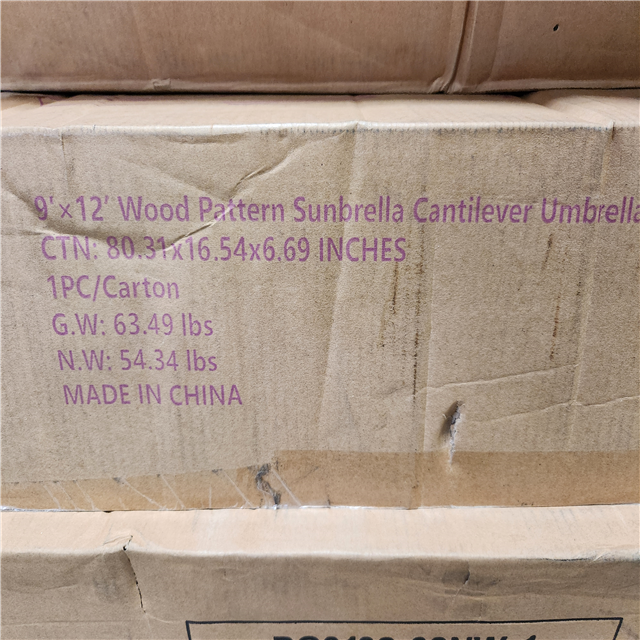 9'×12' Wood Pattern Sunbrella Cantilever Umbrella
CTN: 80.31x16.54x6.69 INCHES
1PC/Carton
G.W: 63.49 lbs
N.W: 54.34 lbs
MADE IN CHINA